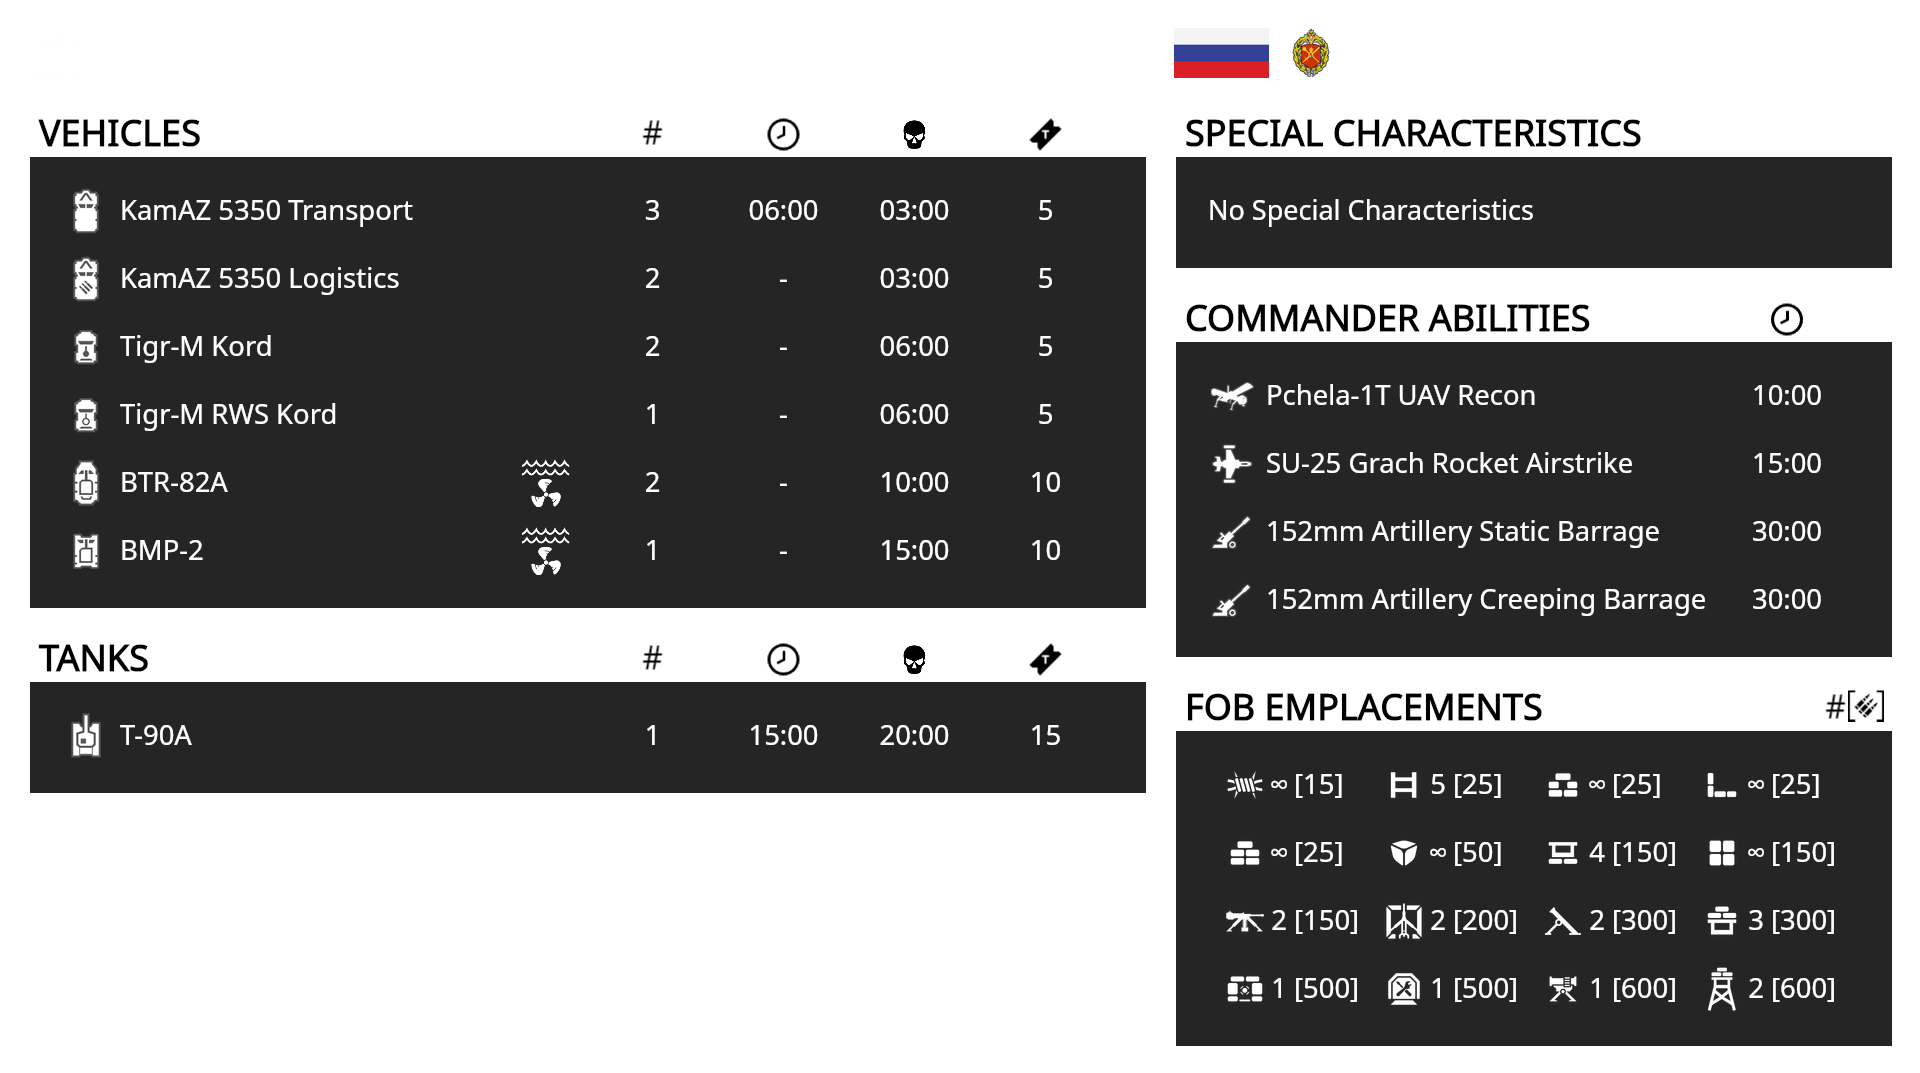 VEHICLES #
KamAZ 5350 Transport 3 06:00 03:00 5
KamAZ 5350 Logistics 2 - 03:00 5
Tigr-M Kord 2 - 06:00 5
Tigr-M RWS Kord 1 - 06:00 5
BTR-82A 2 - 10:00 10
BMP-2 1 - 15:00 10
TANKS #
T-90A 1 15:00 20:00 15
SPECIAL CHARACTERISTICS
No Special Characteristics
COMMANDER ABILITIES
Pchela-1T UAV Recon 10:00
SU-25 Grach Rocket Airstrike 15:00
152mm Artillery Static Barrage 30:00
152mm Artillery Creeping Barrage 30:00
FOB EMPLACEMENTS #[]
∞ [15] 5 [25] ∞ [25] ∞ [25]
∞ [25] ∞ [50] 4 [150] ∞ [150]
2 [150] 2 [200] 2 [300] 3 [300]
1 [500] 1 [500] 1 [600] 2 [600]